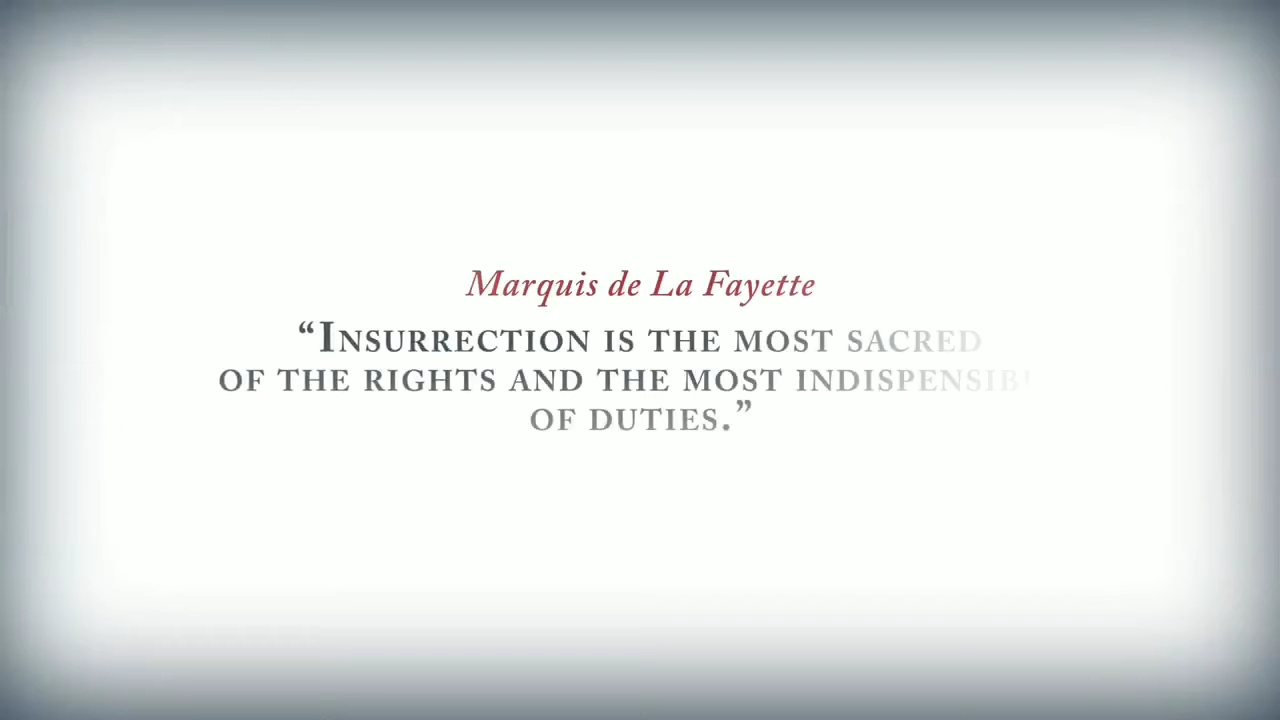 Marquis de La Fayette
“INSURRECTION IS THE MOST SACRED
OF THE RIGHTS AND THE MOST
OF DUTIES.”